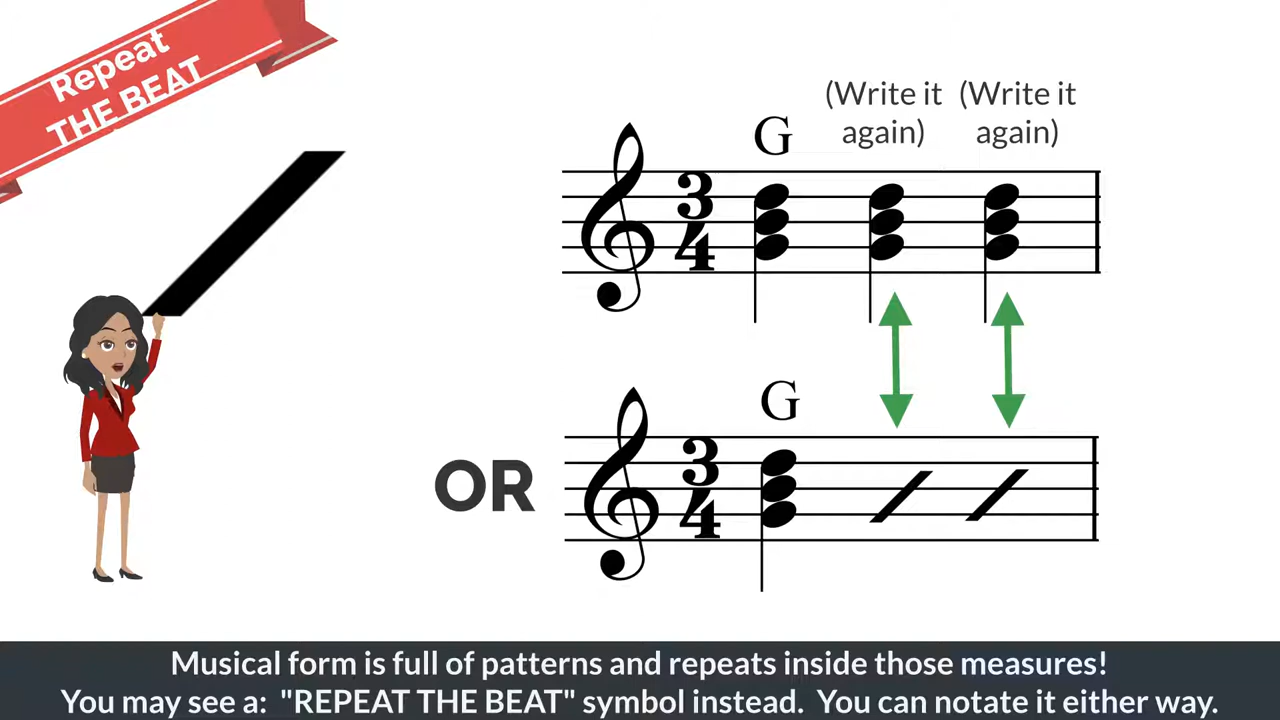 Repeat
THE BEAT
(Write it (Write it
again) again)
G
3
4
G
OR
3
4
Musical form is full of patterns and repeats inside those measures!
You may see a: "REPEAT THE BEAT" symbol instead. You can notate it either way.